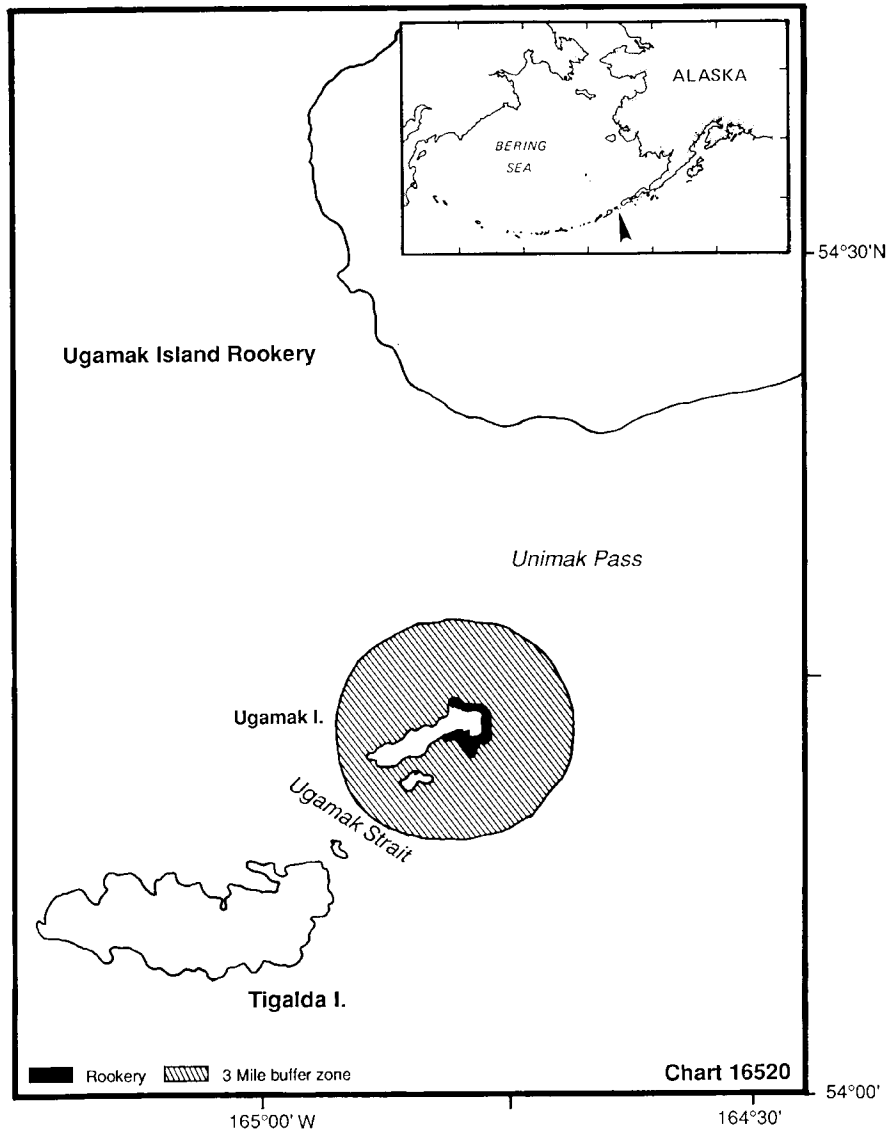 ALASKA
BERING
SEA
54°30'N
Ugamak Island Rookery
Unimak Pass
Ugamak I.
Ugamak Strait
Tigalda I.
Rookery
3 Mile buffer zone
Chart 16520
54°00'
165°00' W
164°30'